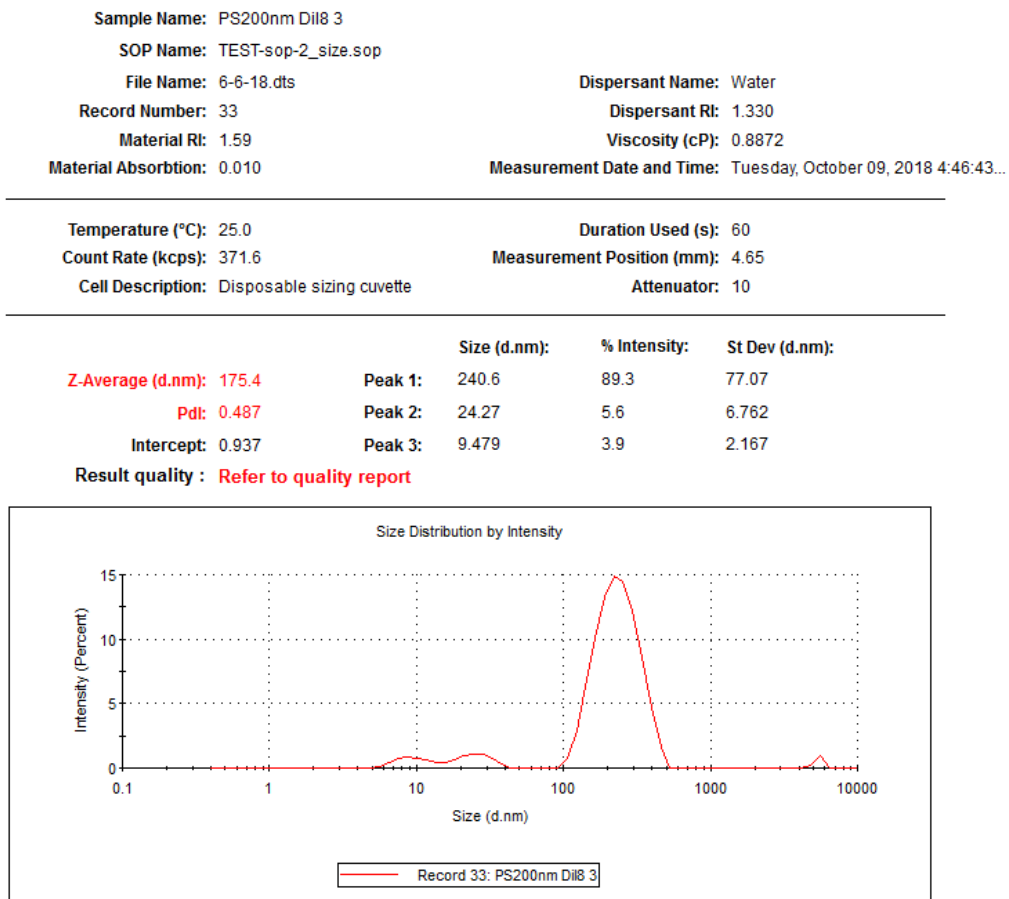 Sample Name: PS200nm Dil8 3
SOP Name: TEST-sop-2_size.sop
File Name: 6-6-18.dts Dispersant Name: Water
Record Number: 33 Dispersant RI: 1.330
Material RI: 1.59 Viscosity (cP): 0.8872
Material Absorbtion: 0.010 Measurement Date and Time: Tuesday, October 09, 2018 4:46:43...
Temperature (°C): 25.0 Duration Used (s): 60
Count Rate (kcps): 371.6 Measurement Position (mm): 4.65
Cell Description: Disposable sizing cuvette Attenuator: 10
Size (d.nm): % Intensity: St Dev (d.nm):
Z-Average (d.nm): 175.4 Peak 1: 240.6 89.3 77.07
PdI: 0.487 Peak 2: 24.27 5.6 6.762
Intercept: 0.937 Peak 3: 9.479 3.9 2.167
Result quality : Refer to quality report
Size Distribution by Intensity
Intensity (Percent)
15
10
5
0
0.1 1 10 100 1000 10000
Size (d.nm)
Record 33: PS200nm Dil8 3